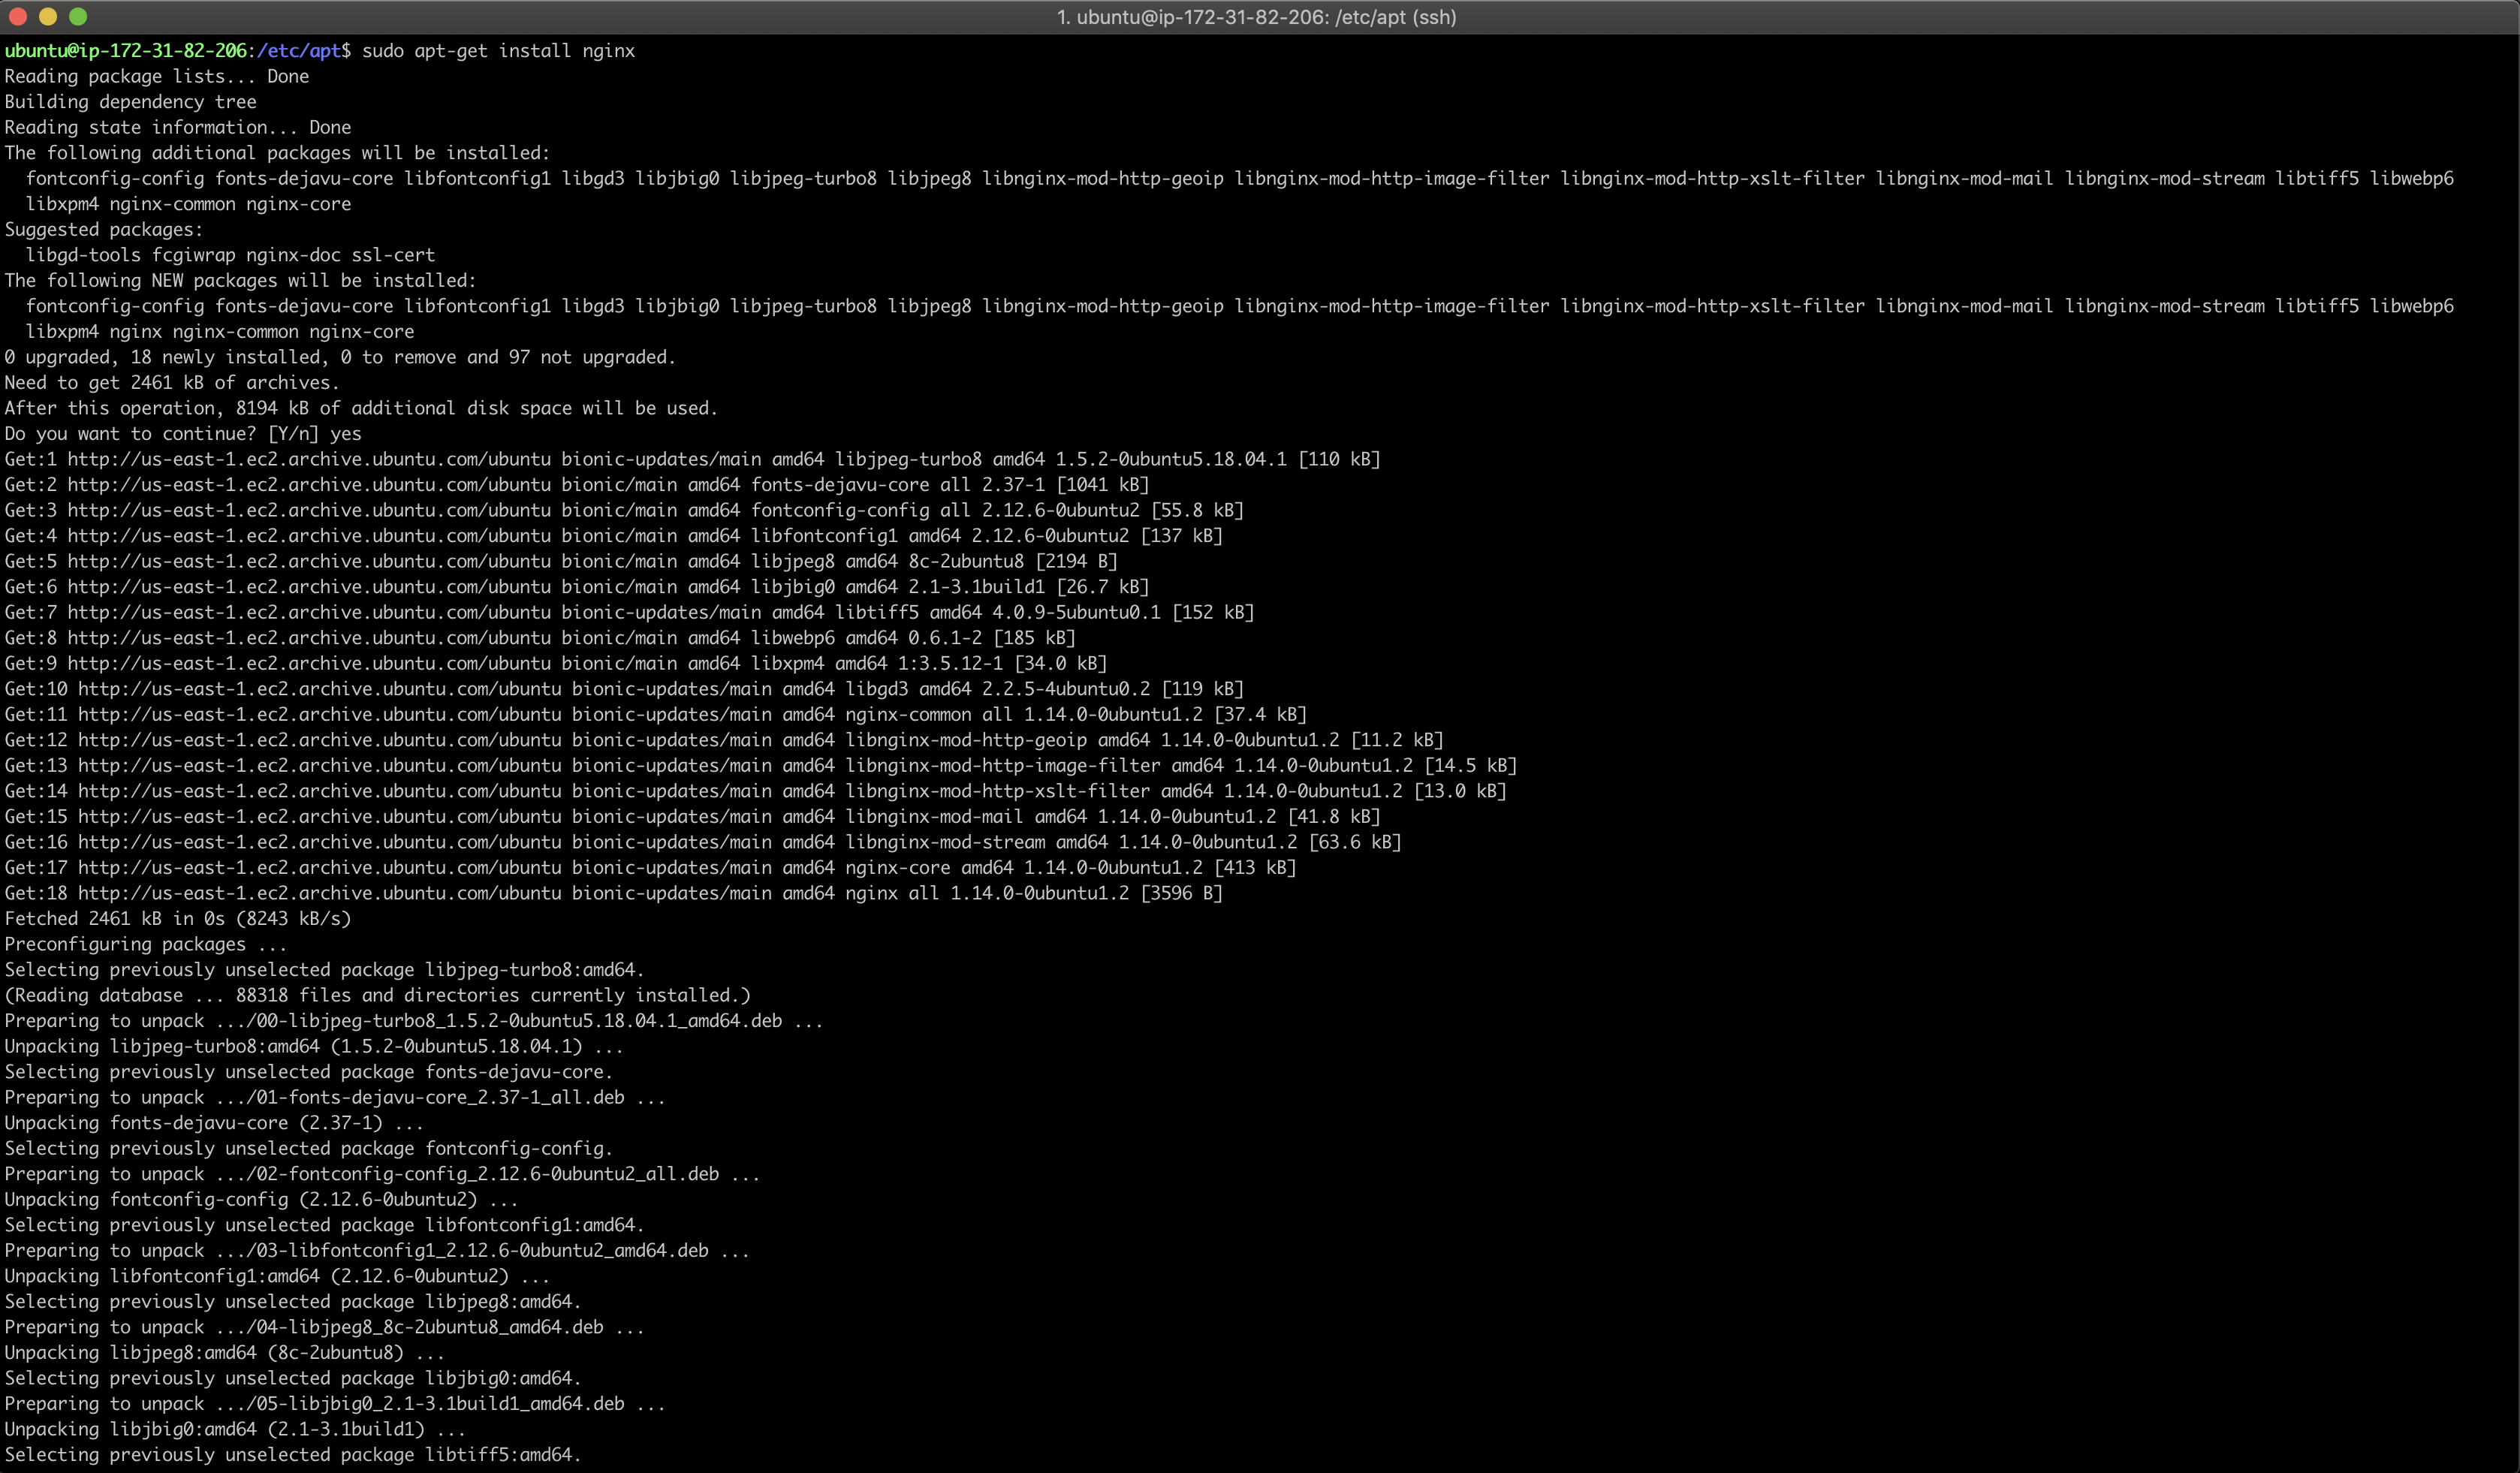 1. ubuntu@ip-172-31-82-206: /etc/apt (ssh)
ubuntu@ip-172-31-82-206:/etc/apt$ sudo apt-get install nginx
Reading package lists... Done
Building dependency tree
Reading state information... Done
The following additional packages will be installed:
  fontconfig-config fonts-dejavu-core libfontconfig1 libgd3 libjbig0 libjpeg-turbo8 libjpeg8 libnginx-mod-http-geoip libnginx-mod-http-image-filter libnginx-mod-http-xslt-filter libnginx-mod-mail libnginx-mod-stream libtiff5 libwebp6
  libxpm4 nginx-common nginx-core
Suggested packages:
  libgd-tools fcgiwrap nginx-doc ssl-cert
The following NEW packages will be installed:
  fontconfig-config fonts-dejavu-core libfontconfig1 libgd3 libjbig0 libjpeg-turbo8 libjpeg8 libnginx-mod-http-geoip libnginx-mod-http-image-filter libnginx-mod-http-xslt-filter libnginx-mod-mail libnginx-mod-stream libtiff5 libwebp6
  libxpm4 nginx nginx-common nginx-core
0 upgraded, 18 newly installed, 0 to remove and 97 not upgraded.
Need to get 2461 kB of archives.
After this operation, 8194 kB of additional disk space will be used.
Do you want to continue? [Y/n] yes
Get:1 http://us-east-1.ec2.archive.ubuntu.com/ubuntu bionic-updates/main amd64 libjpeg-turbo8 amd64 1.5.2-0ubuntu5.18.04.1 [110 kB]
Get:2 http://us-east-1.ec2.archive.ubuntu.com/ubuntu bionic/main amd64 fonts-dejavu-core all 2.37-1 [1041 kB]
Get:3 http://us-east-1.ec2.archive.ubuntu.com/ubuntu bionic/main amd64 fontconfig-config all 2.12.6-0ubuntu2 [55.8 kB]
Get:4 http://us-east-1.ec2.archive.ubuntu.com/ubuntu bionic/main amd64 libfontconfig1 amd64 2.12.6-0ubuntu2 [137 kB]
Get:5 http://us-east-1.ec2.archive.ubuntu.com/ubuntu bionic/main amd64 libjpeg8 amd64 8c-2ubuntu8 [2194 B]
Get:6 http://us-east-1.ec2.archive.ubuntu.com/ubuntu bionic/main amd64 libjbig0 amd64 2.1-3.1build1 [26.7 kB]
Get:7 http://us-east-1.ec2.archive.ubuntu.com/ubuntu bionic-updates/main amd64 libtiff5 amd64 4.0.9-5ubuntu0.1 [152 kB]
Get:8 http://us-east-1.ec2.archive.ubuntu.com/ubuntu bionic/main amd64 libwebp6 amd64 0.6.1-2 [185 kB]
Get:9 http://us-east-1.ec2.archive.ubuntu.com/ubuntu bionic/main amd64 libxpm4 amd64 1:3.5.12-1 [34.0 kB]
Get:10 http://us-east-1.ec2.archive.ubuntu.com/ubuntu bionic-updates/main amd64 libgd3 amd64 2.2.5-4ubuntu0.2 [119 kB]
Get:11 http://us-east-1.ec2.archive.ubuntu.com/ubuntu bionic-updates/main amd64 nginx-common all 1.14.0-0ubuntu1.2 [37.4 kB]
Get:12 http://us-east-1.ec2.archive.ubuntu.com/ubuntu bionic-updates/main amd64 libnginx-mod-http-geoip amd64 1.14.0-0ubuntu1.2 [11.2 kB]
Get:13 http://us-east-1.ec2.archive.ubuntu.com/ubuntu bionic-updates/main amd64 libnginx-mod-http-image-filter amd64 1.14.0-0ubuntu1.2 [14.5 kB]
Get:14 http://us-east-1.ec2.archive.ubuntu.com/ubuntu bionic-updates/main amd64 libnginx-mod-http-xslt-filter amd64 1.14.0-0ubuntu1.2 [13.0 kB]
Get:15 http://us-east-1.ec2.archive.ubuntu.com/ubuntu bionic-updates/main amd64 libnginx-mod-mail amd64 1.14.0-0ubuntu1.2 [41.8 kB]
Get:16 http://us-east-1.ec2.archive.ubuntu.com/ubuntu bionic-updates/main amd64 libnginx-mod-stream amd64 1.14.0-0ubuntu1.2 [63.6 kB]
Get:17 http://us-east-1.ec2.archive.ubuntu.com/ubuntu bionic-updates/main amd64 nginx-core amd64 1.14.0-0ubuntu1.2 [413 kB]
Get:18 http://us-east-1.ec2.archive.ubuntu.com/ubuntu bionic-updates/main amd64 nginx all 1.14.0-0ubuntu1.2 [3596 B]
Fetched 2461 kB in 0s (8243 kB/s)
Preconfiguring packages ...
Selecting previously unselected package libjpeg-turbo8:amd64.
(Reading database ... 88318 files and directories currently installed.)
Preparing to unpack .../00-libjpeg-turbo8_1.5.2-0ubuntu5.18.04.1_amd64.deb ...
Unpacking libjpeg-turbo8:amd64 (1.5.2-0ubuntu5.18.04.1) ...
Selecting previously unselected package fonts-dejavu-core.
Preparing to unpack .../01-fonts-dejavu-core_2.37-1_all.deb ...
Unpacking fonts-dejavu-core (2.37-1) ...
Selecting previously unselected package fontconfig-config.
Preparing to unpack .../02-fontconfig-config_2.12.6-0ubuntu2_all.deb ...
Unpacking fontconfig-config (2.12.6-0ubuntu2) ...
Selecting previously unselected package libfontconfig1:amd64.
Preparing to unpack .../03-libfontconfig1_2.12.6-0ubuntu2_amd64.deb ...
Unpacking libfontconfig1:amd64 (2.12.6-0ubuntu2) ...
Selecting previously unselected package libjpeg8:amd64.
Preparing to unpack .../04-libjpeg8_8c-2ubuntu8_amd64.deb ...
Unpacking libjpeg8:amd64 (8c-2ubuntu8) ...
Selecting previously unselected package libjbig0:amd64.
Preparing to unpack .../05-libjbig0_2.1-3.1build1_amd64.deb ...
Unpacking libjbig0:amd64 (2.1-3.1build1) ...
Selecting previously unselected package libtiff5:amd64.